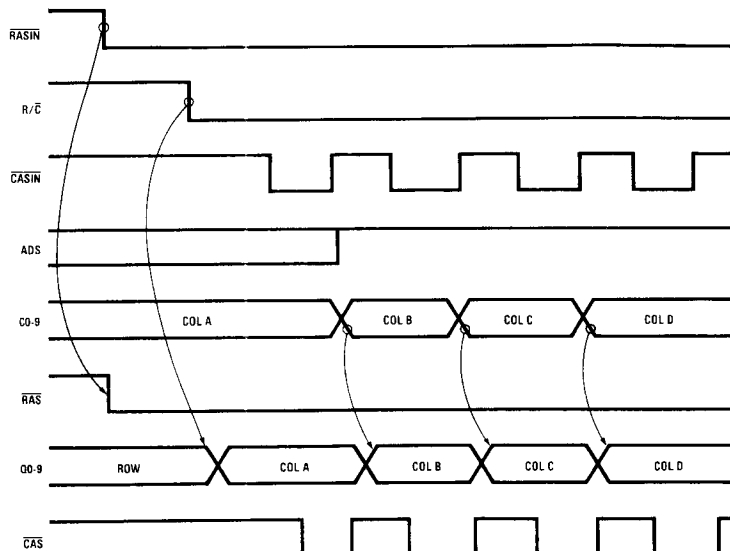 RASIN
R/C
CASIN
ADS
C0-9 COL A COL B COL C COL D
RAS
Q0-9 ROW COL A COL B COL C COL D
CAS